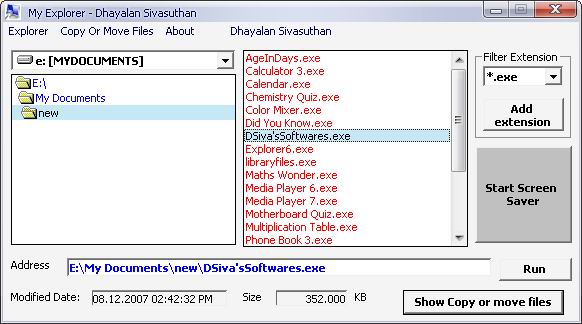 My Explorer - Dhayalan Sivasuthan
Explorer Copy Or Move Files About Dhayalan Sivasuthan
e: [MYDOCUMENTS]
E:\
My Documents
new
AgeInDays.exe
Calculator 3.exe
Calendar.exe
Chemistry Quiz.exe
Color Mixer.exe
Did You Know.exe
DSiva'sSoftwares.exe
Explorer6.exe
libraryfiles.exe
Maths Wonder.exe
Media Player 6.exe
Media Player 7.exe
Motherboard Quiz.exe
Multiplication Table.exe
Phone Book 3.exe
Filter Extension
*.exe
Add
extension
Start Screen
Saver
Address E:\My Documents\new\DSiva'sSoftwares.exe Run
Modified Date: 08.12.2007 02:42:32 PM Size 352.000 KB Show Copy or move files